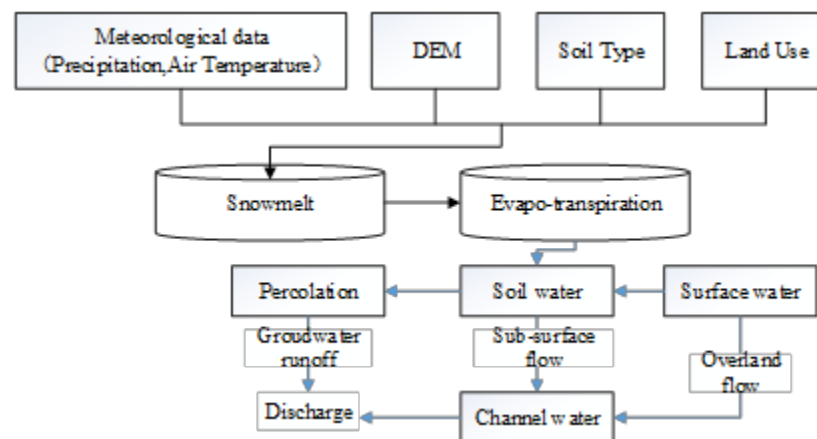 Meteorological data
(Precipitation,Air Temperature)
DEM
Soil Type
Land Use
Snowmelt
Evapo-transpiration
Percolation
Soil water
Surface water
Groudwater
runoff
Sub-surface
flow
Overland
flow
Discharge
Channel water